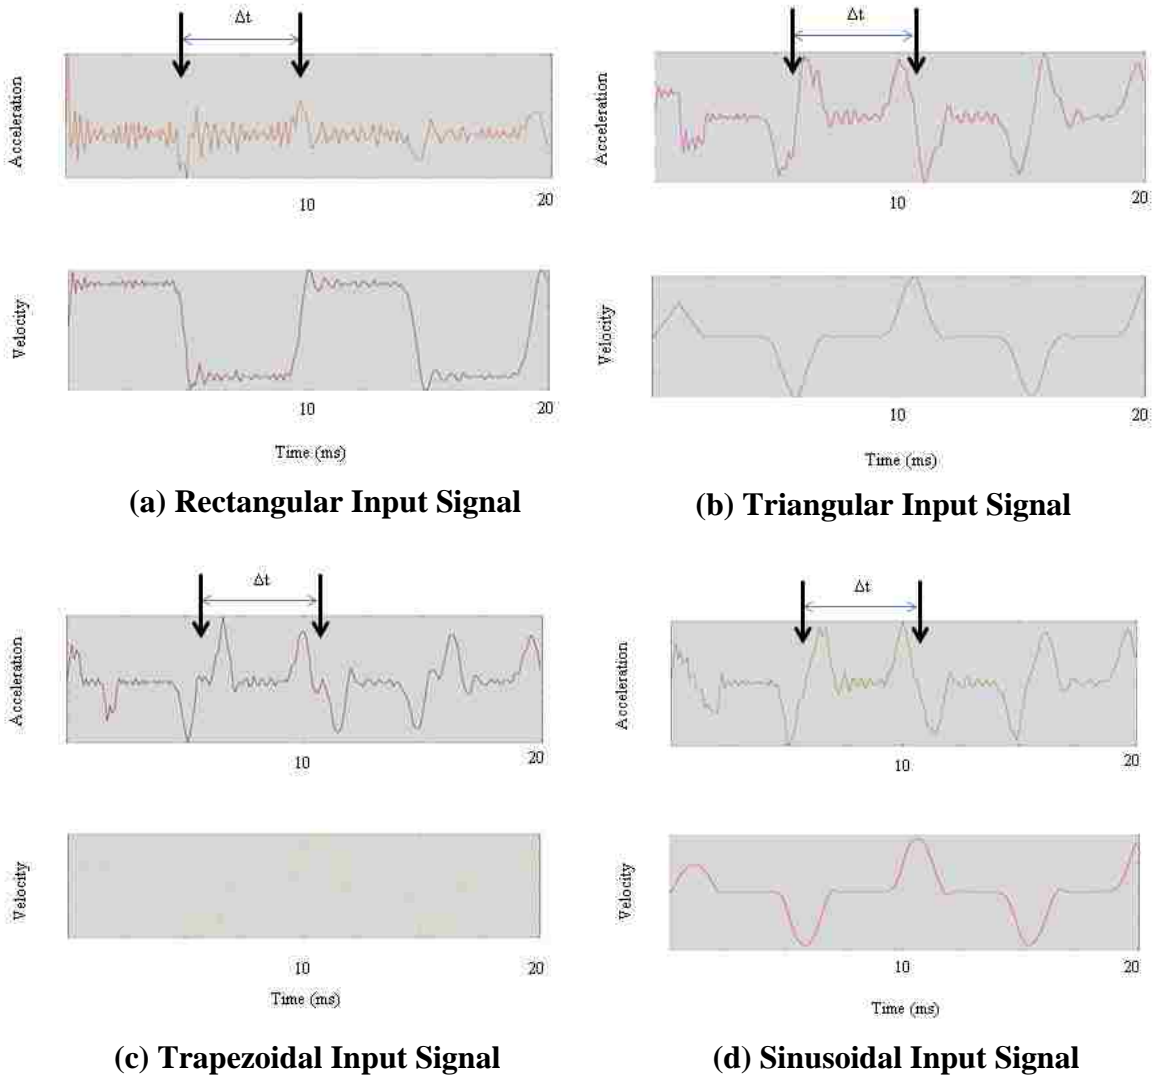 Δt
Acceleration
10
20
Velocity
10
20
Time (ms)
(a) Rectangular Input Signal
Δt
Acceleration
10
20
Velocity
10
20
Time (ms)
(b) Triangular Input Signal
Δt
Acceleration
10
20
Velocity
10
20
Time (ms)
(c) Trapezoidal Input Signal
Δt
Acceleration
10
20
Velocity
10
20
Time (ms)
(d) Sinusoidal Input Signal